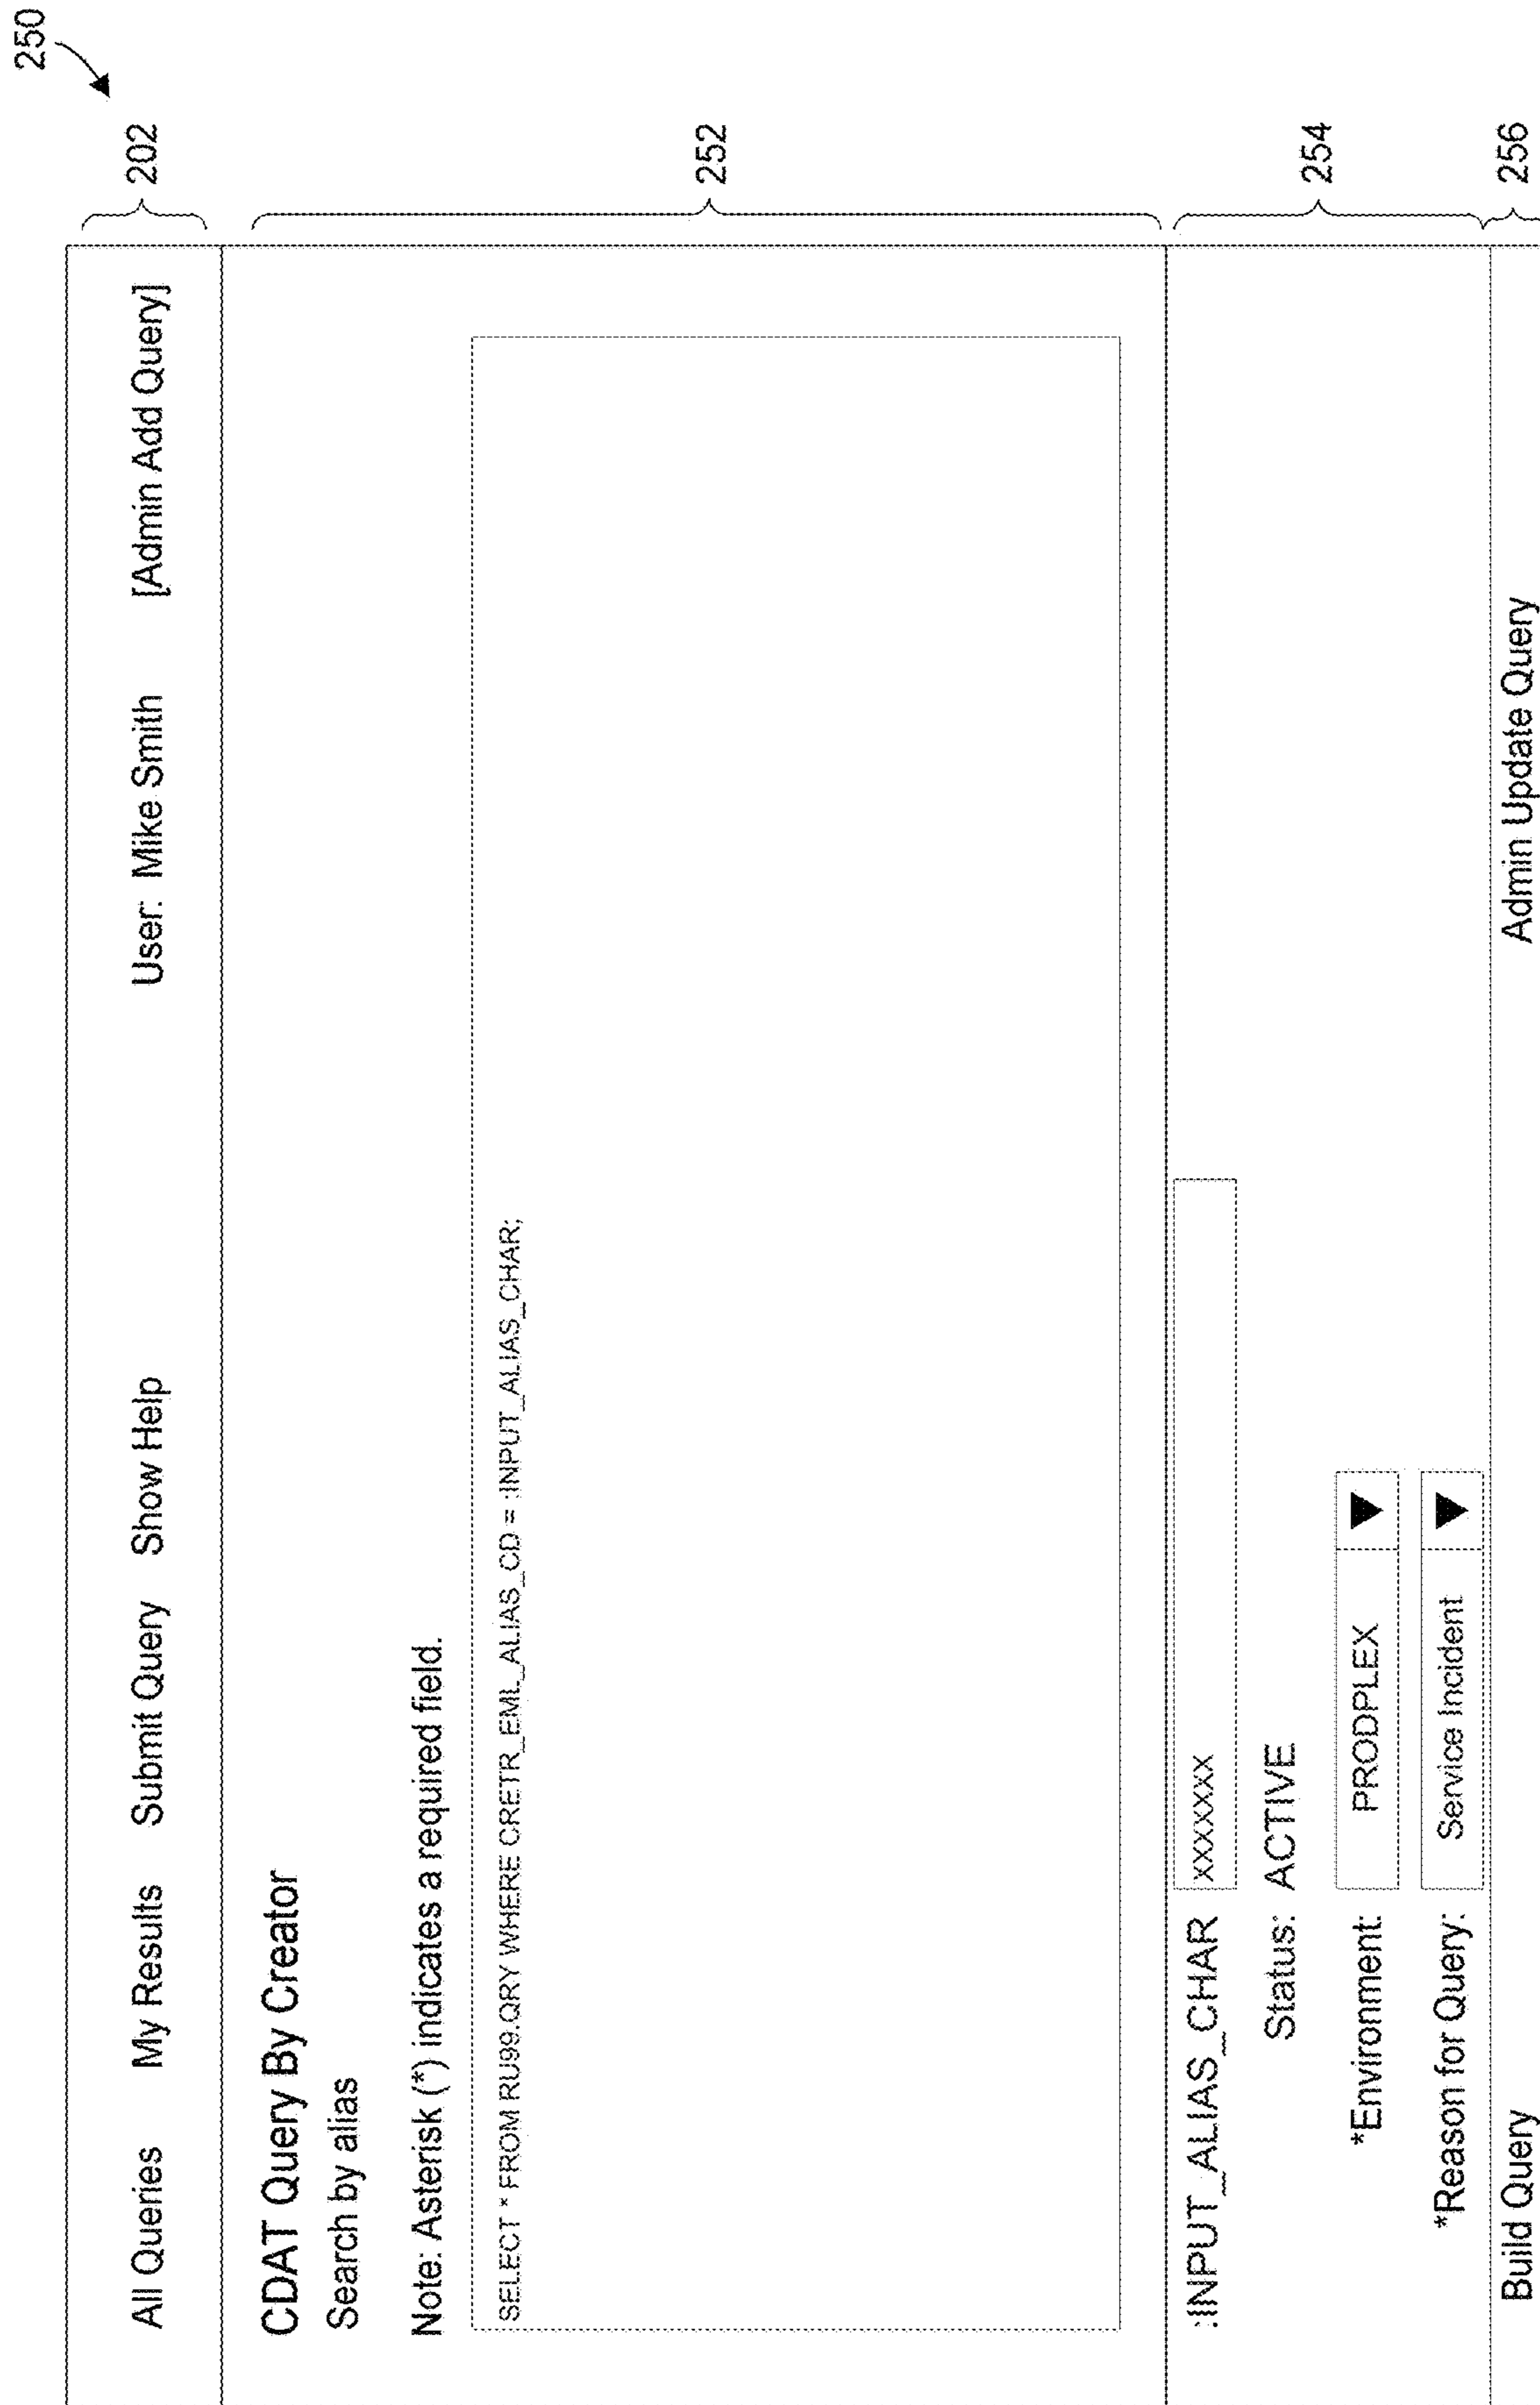 250
All Queries My Results Submit Query Show Help User: Mike Smith [Admin Add Query] 202
CDAT Query By Creator
Search by alias
Note: Asterisk (*) indicates a required field.
SELECT * FROM RU99.QRY WHERE CRETR_EML_ALIAS_CD = :INPUT_ALIAS_CHAR;
252
:INPUT_ALIAS_CHAR xxxxxxx
Status: ACTIVE
254
*Environment: PRODPLEX
*Reason for Query: Service Incident
Build Query Admin Update Query 256